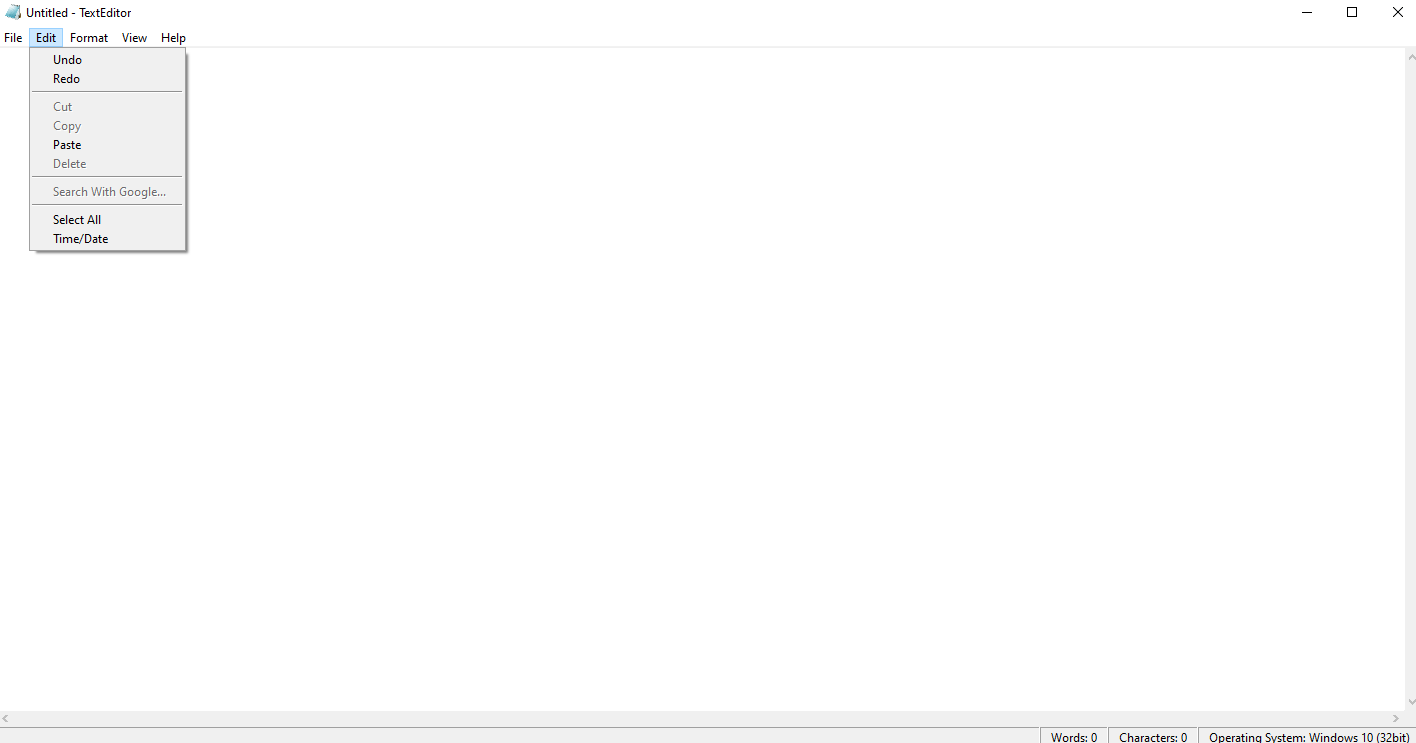 Untitled - TextEditor
File Edit Format View Help
Undo
Redo
Cut
Copy
Paste
Delete
Search With Google...
Select All
Time/Date
Words: 0 Characters: 0 Operating System: Windows 10 (32bit)